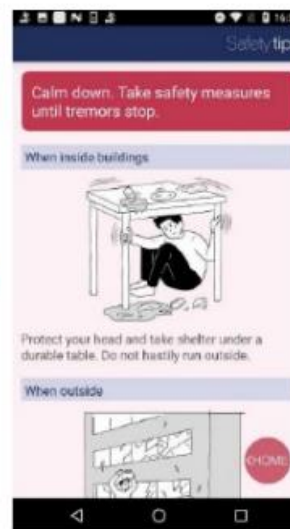 16:
Safety tip
Calm down. Take safety measures
until tremors stop.
When inside buildings
Protect your head and take shelter under a
durable table. Do not hastily run outside.
When outside
HOME